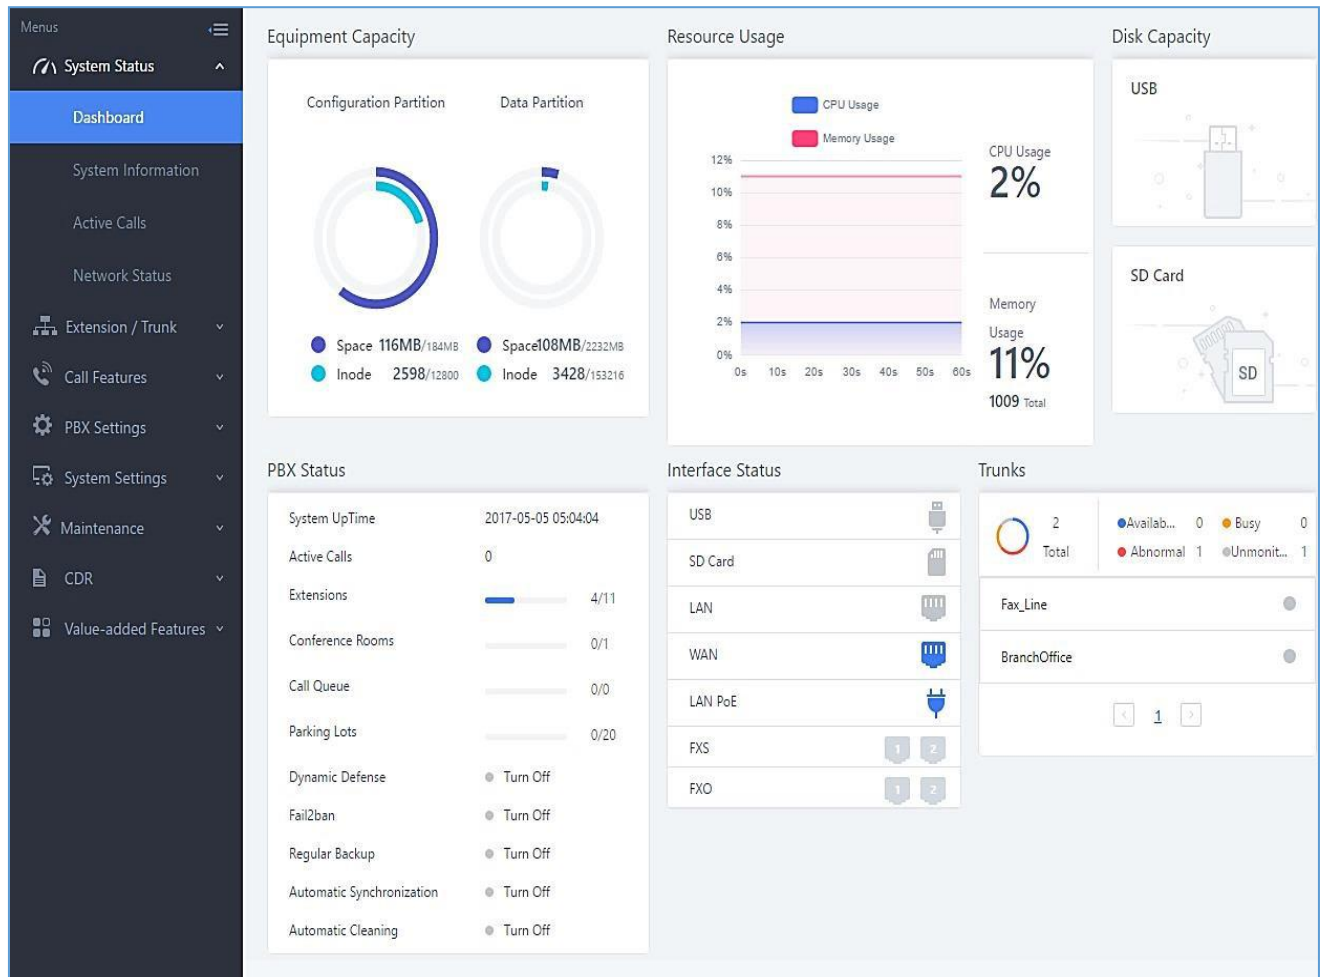 Menus
System Status
Dashboard
System Information
Active Calls
Network Status
Extension / Trunk
Call Features
PBX Settings
System Settings
Maintenance
CDR
Value-added Features
Equipment Capacity
Configuration Partition
Data Partition
Space 116MB/184MB
Inode 2598/12800
Space108MB/2232MB
Inode 3428/153216
Resource Usage
CPU Usage
Memory Usage
12%
10%
8%
6%
4%
2%
0%
0s 10s 20s 30s 40s 50s 60s
CPU Usage
2%
Memory
Usage
11%
1009 Total
Disk Capacity
USB
SD Card
SD
PBX Status
System UpTime 2017-05-05 05:04:04
Active Calls 0
Extensions 4/11
Conference Rooms 0/1
Call Queue 0/0
Parking Lots 0/20
Dynamic Defense Turn Off
Fail2ban Turn Off
Regular Backup Turn Off
Automatic Synchronization Turn Off
Automatic Cleaning Turn Off
Interface Status
USB
SD Card
LAN
WAN
LAN PoE
FXS 1 2
FXO 1 2
Trunks
2
Total
Availab... 0 Busy 0
Abnormal 1 Unmonit... 1
Fax_Line
BranchOffice
< 1 >